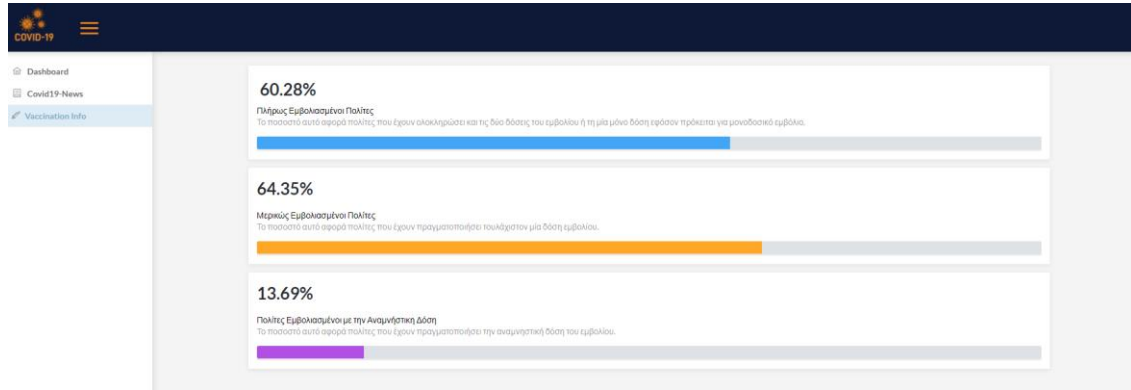 COVID-19
Dashboard
Covid19-News
Vaccination Info
60.28%
Πλήρως Εμβολιασμένοι Πολίτες
Το ποσοστό αυτό αφορά πολίτες που έχουν ολοκληρώσει και τις δύο δόσεις του εμβολίου ή τη μία μόνο δόση εφόσον πρόκειται για μονοδοσικό εμβόλιο.
64.35%
Μερικώς Εμβολιασμένοι Πολίτες
Το ποσοστό αυτό αφορά πολίτες που έχουν πραγματοποιήσει τουλάχιστον μία δόση εμβολίου.
13.69%
Πολίτες Εμβολιασμένοι με την Αναμνήστικη Δόση
Το ποσοστό αυτό αφορά πολίτες που έχουν πραγματοποιήσει την αναμνηστική δόση του εμβολίου.